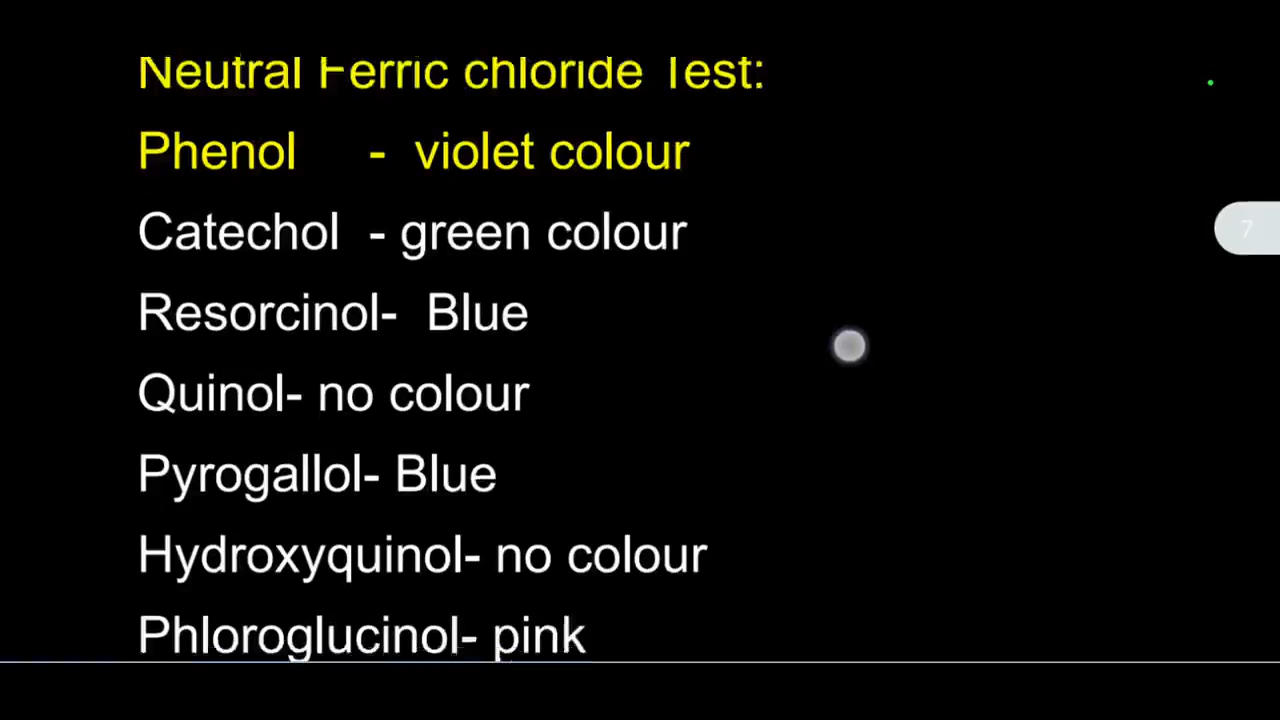 Neutral Ferric chloride Test:
Phenol - violet colour
Catechol - green colour
Resorcinol- Blue
Quinol- no colour
Pyrogallol- Blue
Hydroxyquinol- no colour
Phloroglucinol- pink
7